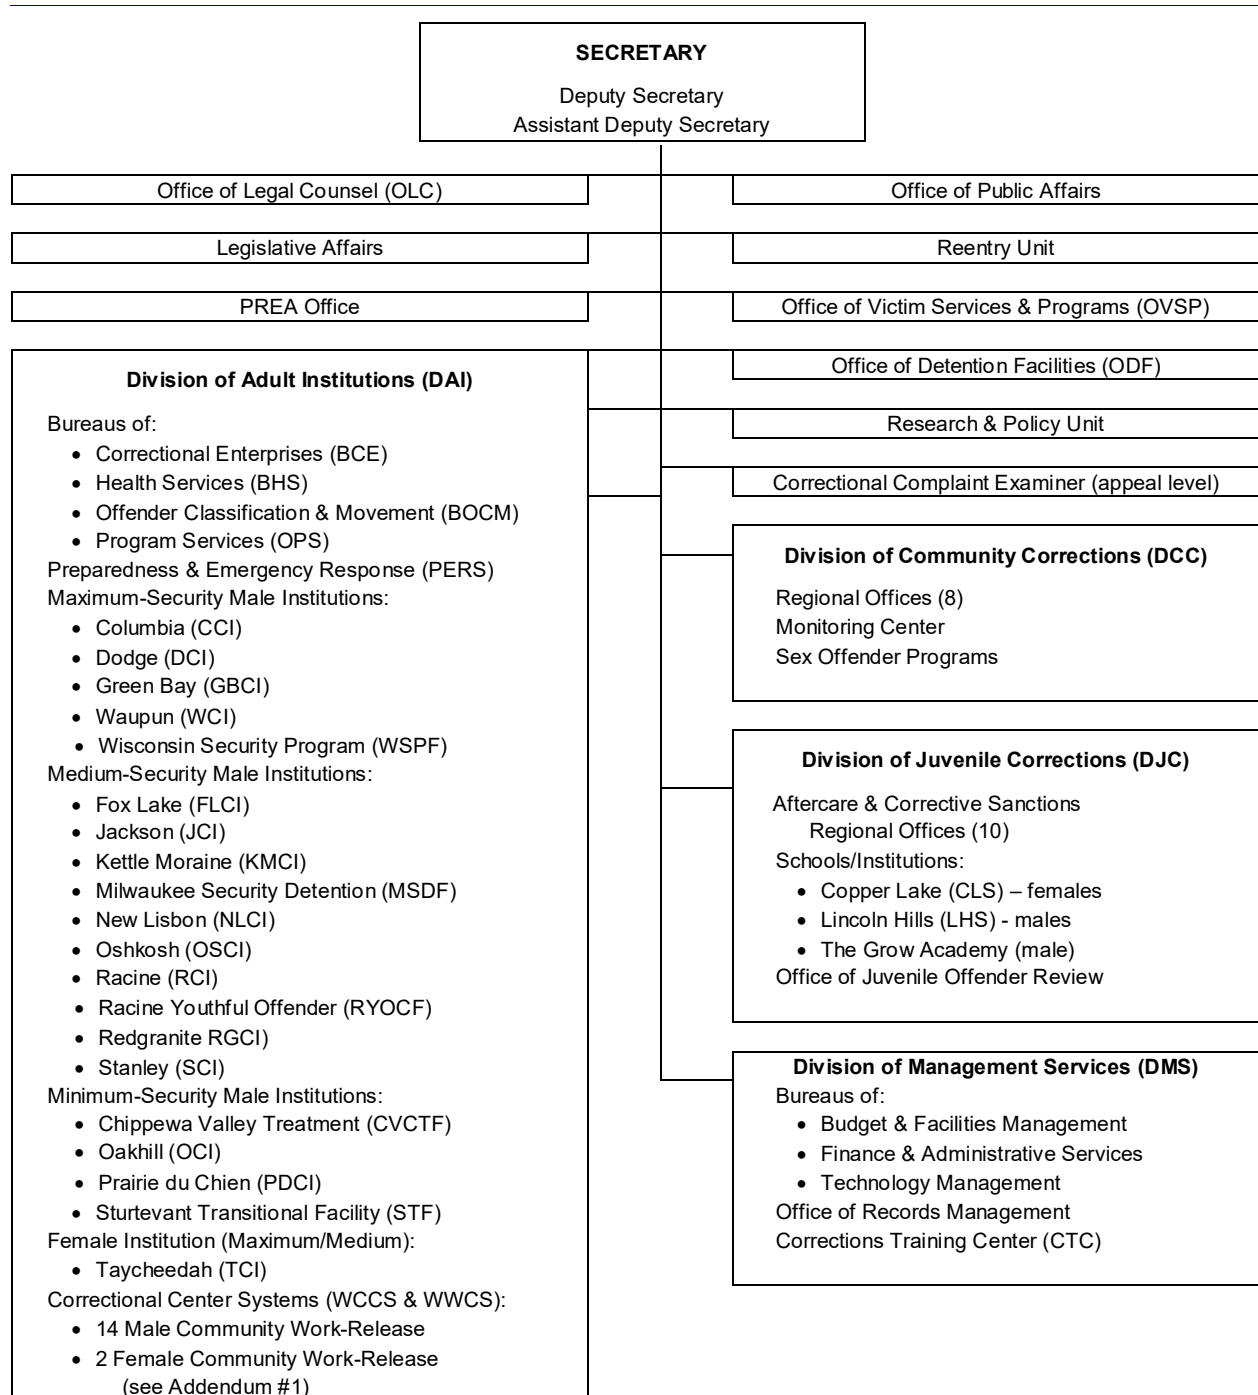 SECRETARY
Deputy Secretary
Assistant Deputy Secretary
Office of Legal Counsel (OLC)
Office of Public Affairs
Legislative Affairs
Reentry Unit
PREA Office
Office of Victim Services & Programs (OVSP)
Office of Detention Facilities (ODF)
Research & Policy Unit
Correctional Complaint Examiner (appeal level)
Division of Adult Institutions (DAI)
Bureaus of:
• Correctional Enterprises (BCE)
• Health Services (BHS)
• Offender Classification & Movement (BOCM)
• Program Services (OPS)
Preparedness & Emergency Response (PERS)
Maximum-Security Male Institutions:
• Columbia (CCI)
• Dodge (DCI)
• Green Bay (GBCI)
• Waupun (WCI)
• Wisconsin Security Program (WSPF)
Medium-Security Male Institutions:
• Fox Lake (FLCI)
• Jackson (JCI)
• Kettle Moraine (KMCI)
• Milwaukee Security Detention (MSDF)
• New Lisbon (NLCI)
• Oshkosh (OSCI)
• Racine (RCI)
• Racine Youthful Offender (RYOCF)
• Redgranite RGCI)
• Stanley (SCI)
Minimum-Security Male Institutions:
• Chippewa Valley Treatment (CVCTF)
• Oakhill (OCI)
• Prairie du Chien (PDCI)
• Sturtevant Transitional Facility (STF)
Female Institution (Maximum/Medium):
• Taycheedah (TCI)
Correctional Center Systems (WCCS & WWCS):
• 14 Male Community Work-Release
• 2 Female Community Work-Release
(see Addendum #1)
Division of Community Corrections (DCC)
Regional Offices (8)
Monitoring Center
Sex Offender Programs
Division of Juvenile Corrections (DJC)
Aftercare & Corrective Sanctions
Regional Offices (10)
Schools/Institutions:
• Copper Lake (CLS) – females
• Lincoln Hills (LHS) - males
• The Grow Academy (male)
Office of Juvenile Offender Review
Division of Management Services (DMS)
Bureaus of:
• Budget & Facilities Management
• Finance & Administrative Services
• Technology Management
Office of Records Management
Corrections Training Center (CTC)